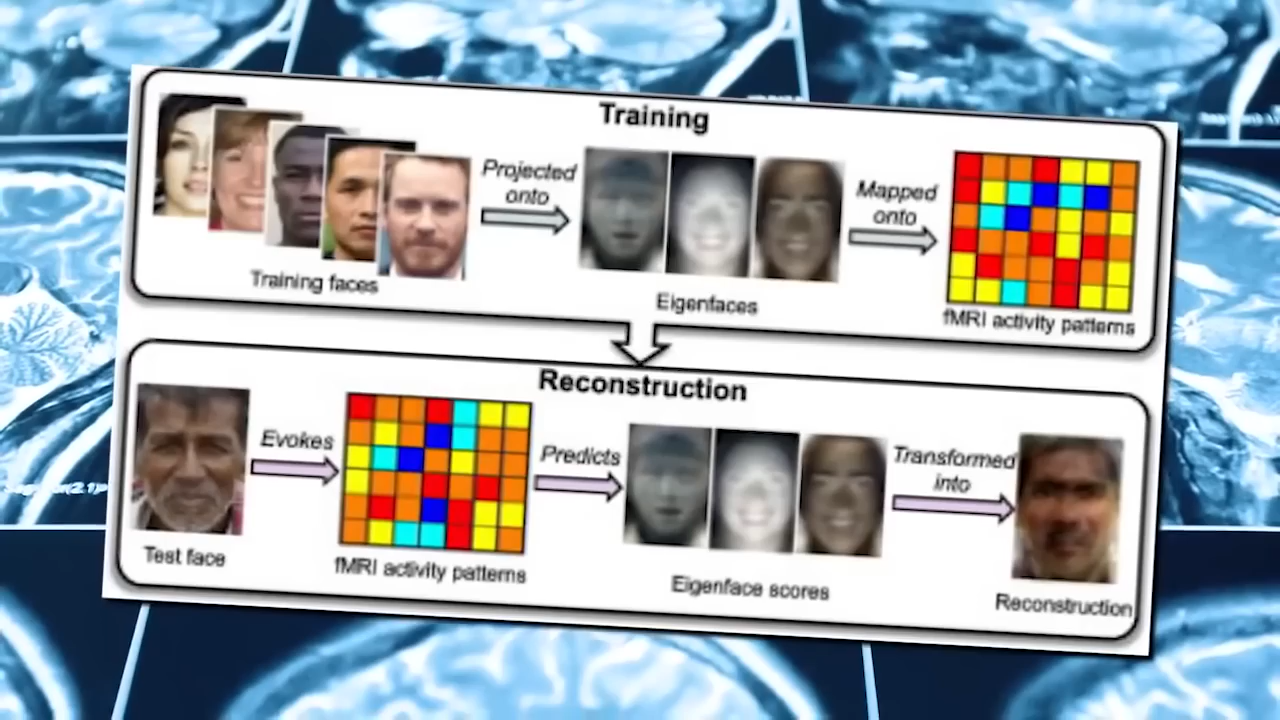 Training
Projected
onto
Mapped
onto
Training faces
Eigenfaces
fMRI activity patterns
Reconstruction
Evokes
Predicts
Transformed
into
Test face
fMRI activity patterns
Eigenface scores
Reconstruction